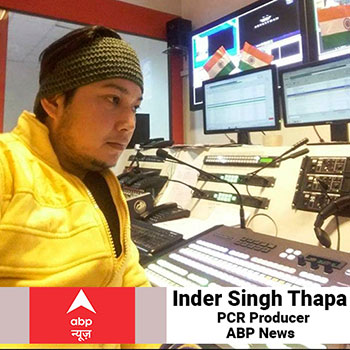 abp
न्यूज़
Inder Singh Thapa
PCR Producer
ABP News